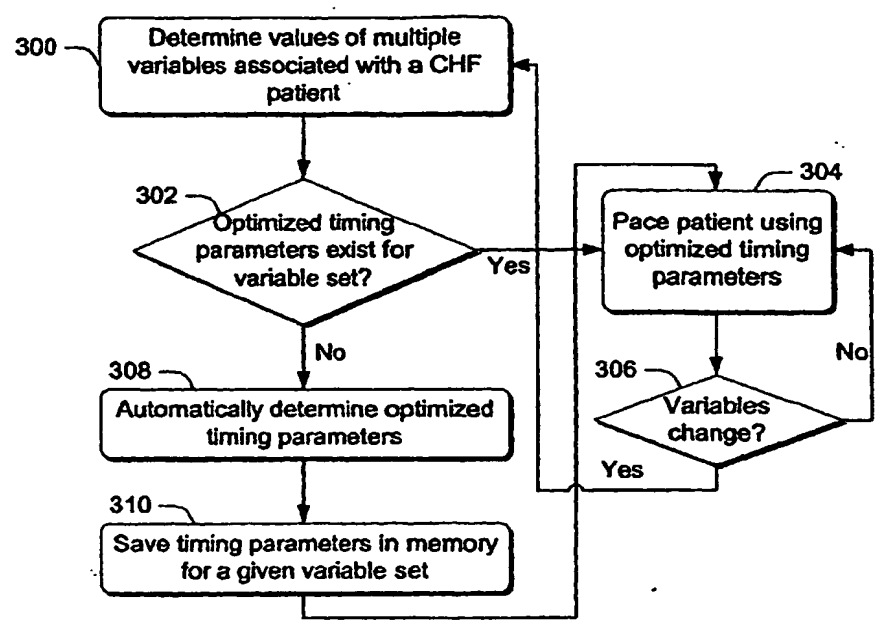 300
Determine values of multiple
variables associated with a CHF
patient
302
Optimized timing
parameters exist for
variable set?
Yes
No
304
Pace patient using
optimized timing
parameters
306
Variables
change?
No
Yes
308
Automatically determine optimized
timing parameters
310
Save timing parameters in memory
for a given variable set